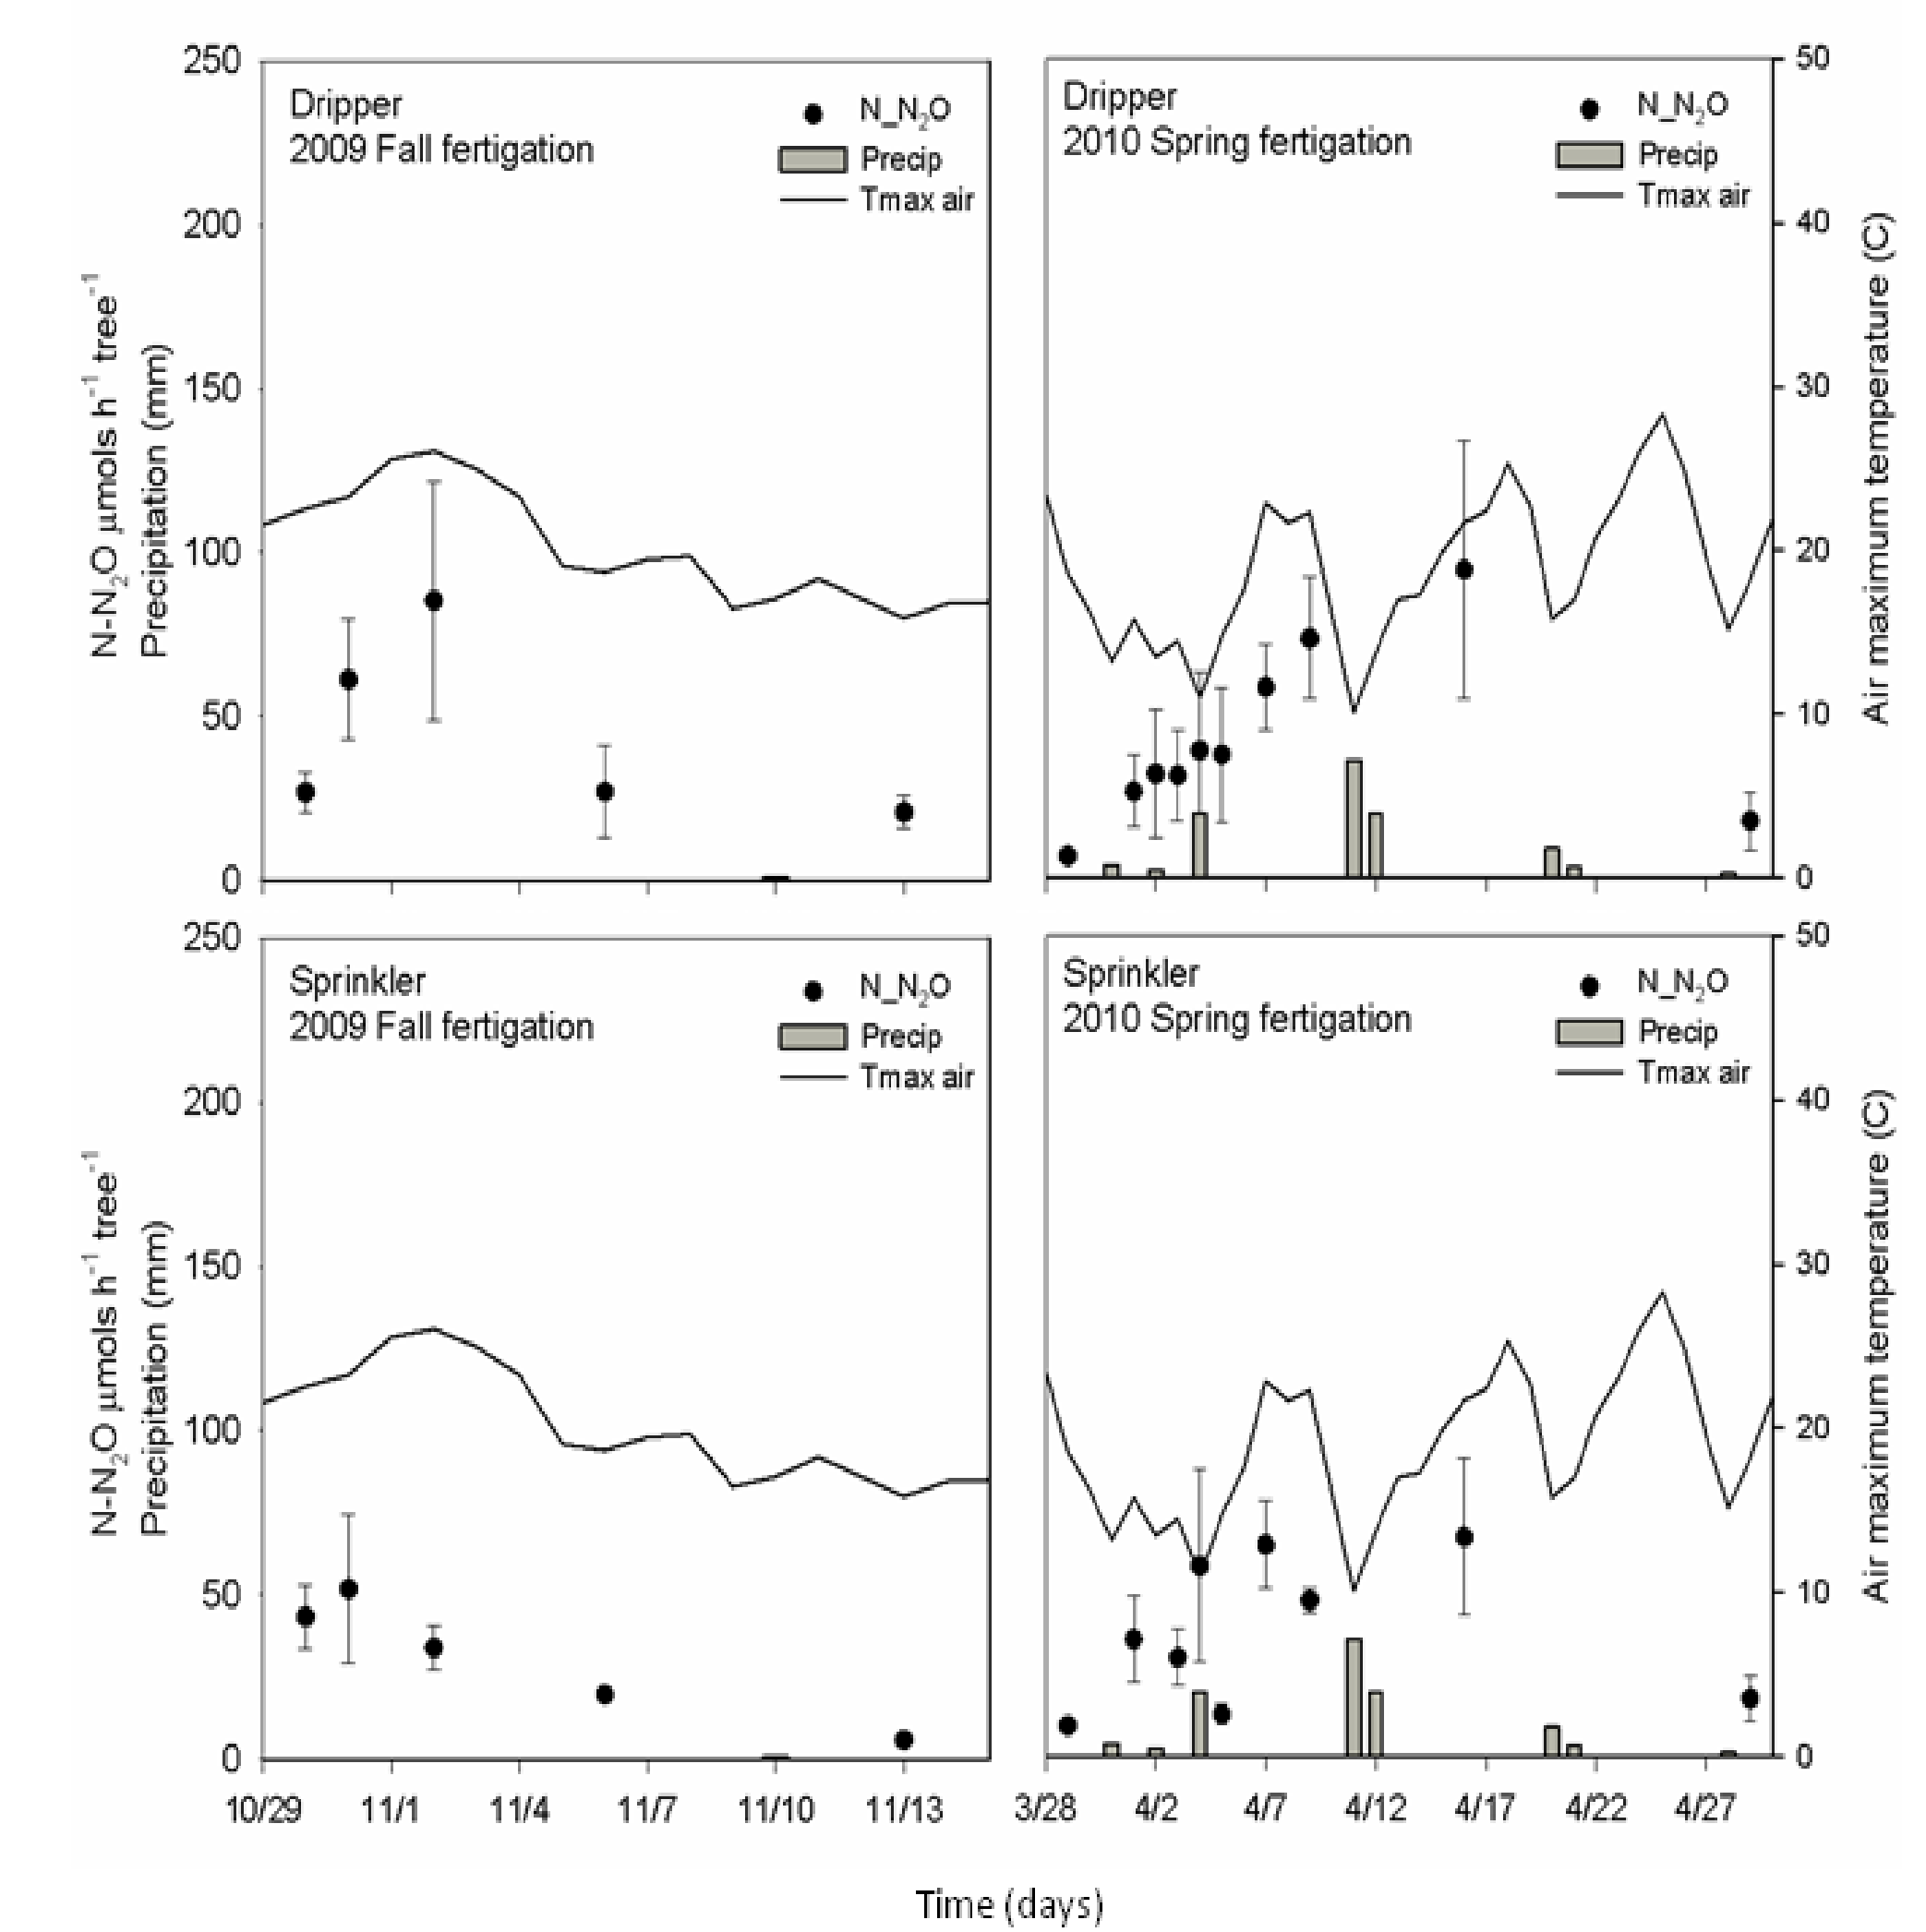 250
200
150
100
50
0
N-N₂O μmols h⁻¹ tree⁻¹
Precipitation (mm)
Dripper
2009 Fall fertigation
N_N₂O
Precip
Tmax air
Dripper
2010 Spring fertigation
N_N₂O
Precip
Tmax air
50
40
30
20
10
0
Air maximum temperature (C)
250
200
150
100
50
0
N-N₂O μmols h⁻¹ tree⁻¹
Precipitation (mm)
Sprinkler
2009 Fall fertigation
N_N₂O
Precip
Tmax air
Sprinkler
2010 Spring fertigation
N_N₂O
Precip
Tmax air
50
40
30
20
10
0
Air maximum temperature (C)
10/29 11/1 11/4 11/7 11/10 11/13
3/28 4/2 4/7 4/12 4/17 4/22 4/27
Time (days)